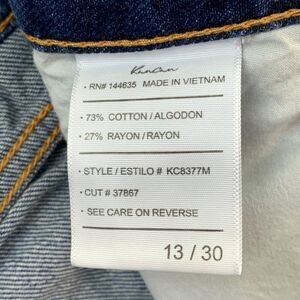 KanCan
• RN# 144635 MADE IN VIETNAM
• 73% COTTON / ALGODON
• 27% RAYON / RAYON
• STYLE / ESTILO # KC8377M
• CUT # 37867
• SEE CARE ON REVERSE
13 / 30